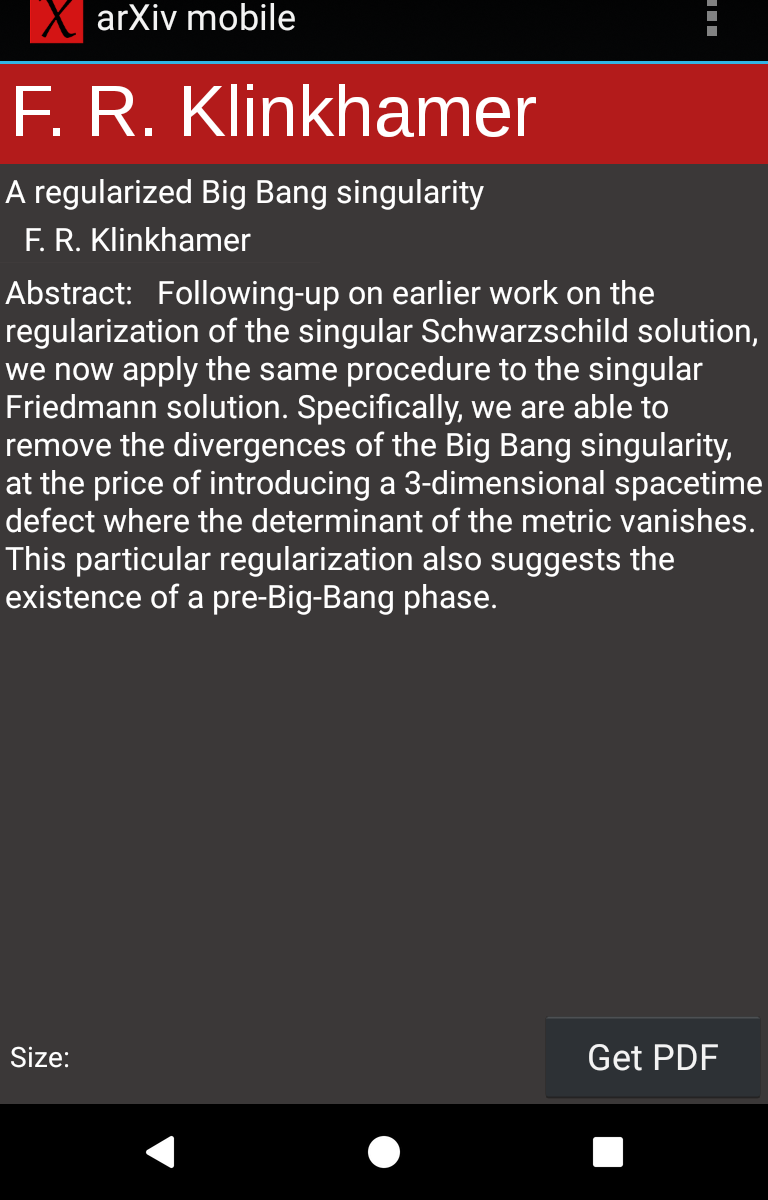 arXiv mobile
F. R. Klinkhamer
A regularized Big Bang singularity
F. R. Klinkhamer
Abstract: Following-up on earlier work on the
regularization of the singular Schwarzschild solution,
we now apply the same procedure to the singular
Friedmann solution. Specifically, we are able to
remove the divergences of the Big Bang singularity,
at the price of introducing a 3-dimensional spacetime
defect where the determinant of the metric vanishes.
This particular regularization also suggests the
existence of a pre-Big-Bang phase.
Size:
Get PDF